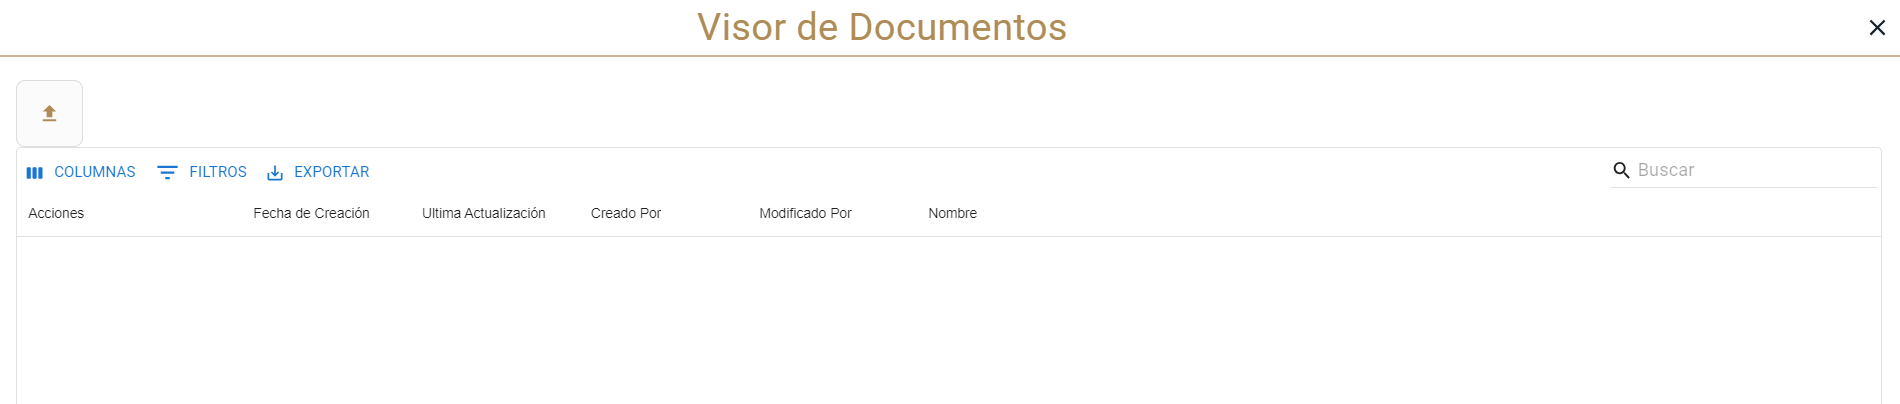 Visor de Documentos
COLUMNAS FILTROS EXPORTAR Buscar
Acciones Fecha de Creación Ultima Actualización Creado Por Modificado Por Nombre